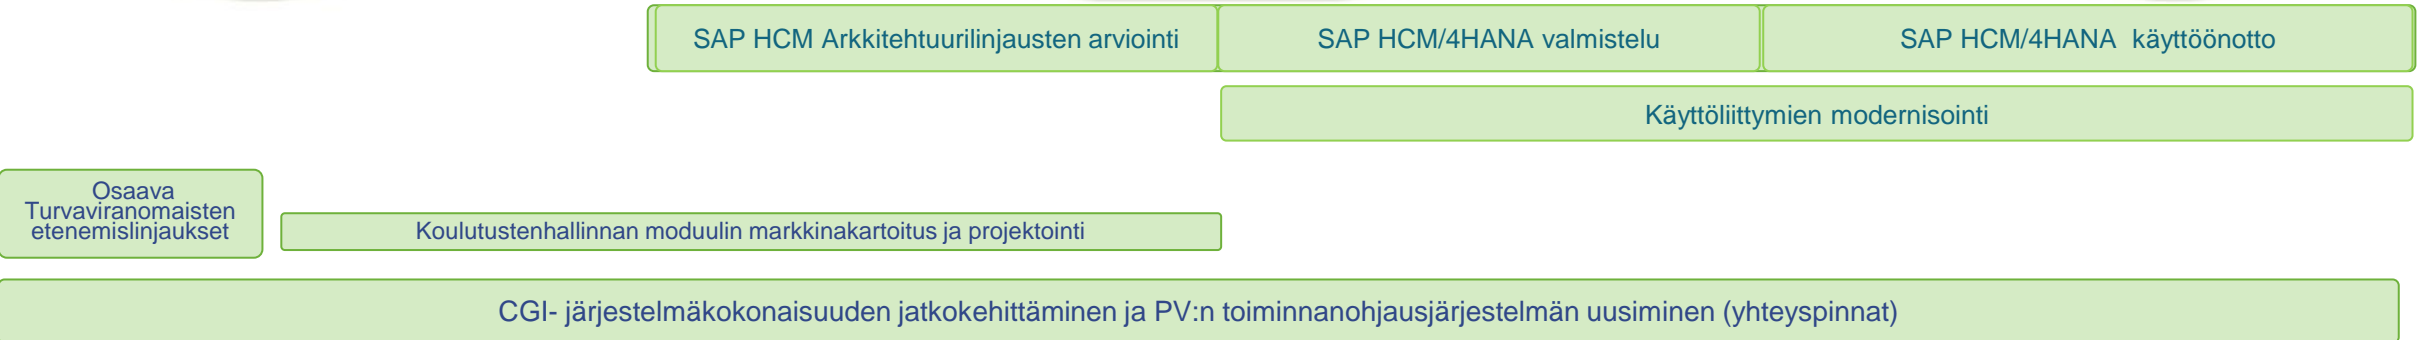 SAP HCM Arkkitehtuurilinjausten arviointi
SAP HCM/4HANA valmistelu
SAP HCM/4HANA käyttöönotto
Käyttöliittymien modernisointi
Osaava
Turvaviranomaisten
etenemislinjaukset
Koulutustenhallinnan moduulin markkinakartoitus ja projektointi
CGI- järjestelmäkokonaisuuden jatkokehittäminen ja PV:n toiminnanohjausjärjestelmän uusiminen (yhteyspinnat)